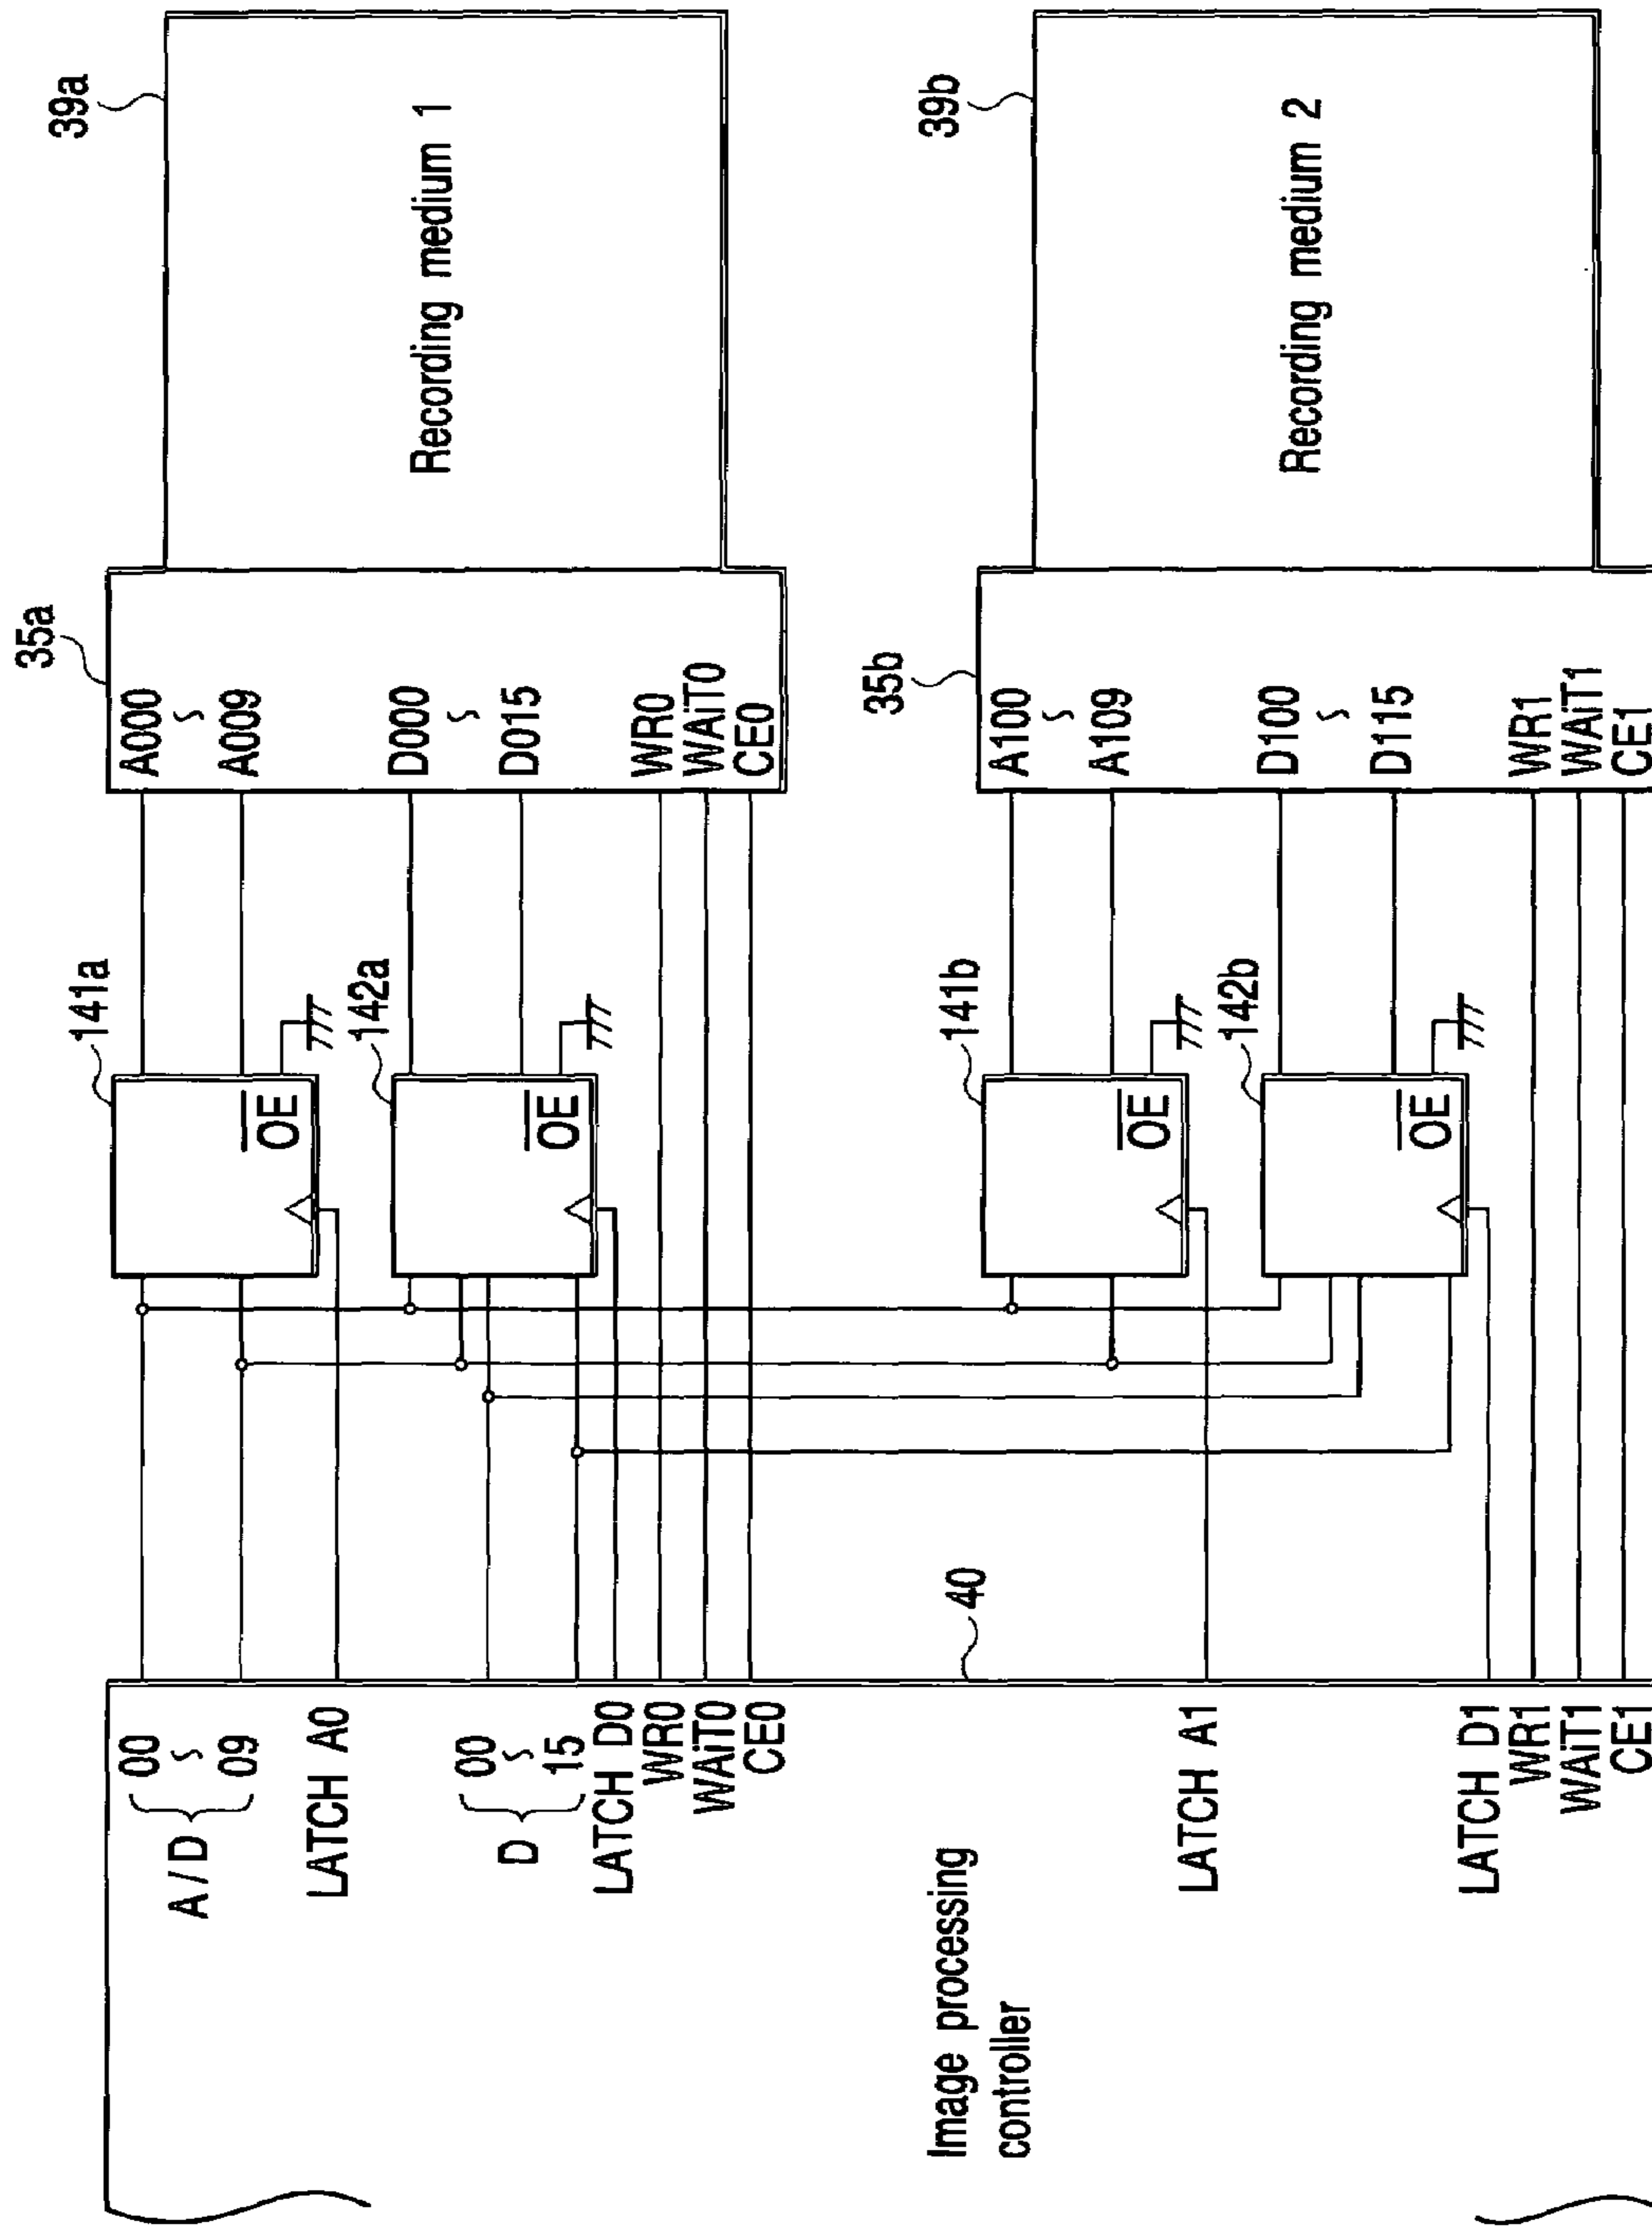 A/D
00
∫
09
LATCH A0
D
00
∫
15
LATCH D0
WR0
WAiT0
CE0
Image processing
controller
40
LATCH A1
LATCH D1
WR1
WAiT1
CE1
141a
OE
142a
OE
141b
OE
142b
OE
35a
A000
∫
A009
D000
∫
D015
WR0
WAiT0
CE0
39a
Recording medium 1
35b
A100
∫
A109
D100
∫
D115
WR1
WAiT1
CE1
39b
Recording medium 2